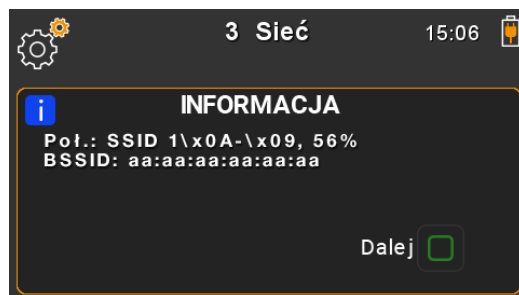 3 Sieć 15:06
i
INFORMACJA
Poł.: SSID 1\x0A-\x09, 56%
BSSID: aa:aa:aa:aa:aa:aa
Dalej